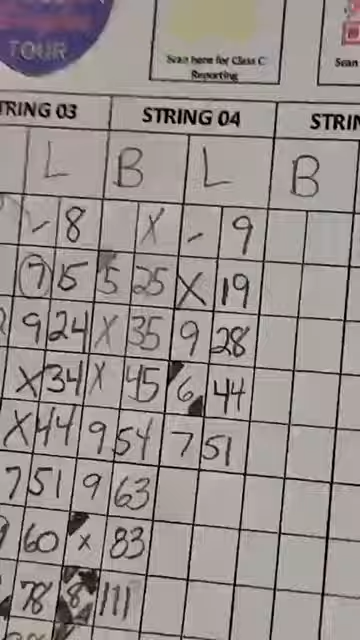 TOUR
Scan here for Class C
Reporting
Scan
TRING 03 STRING 04 STRIN
L B L B
- 8 X - 9
7 15 5 25 X 19
9 24 X 35 9 28
X 34 X 45 6 44
X 44 9 54 7 51
7 51 9 63
60 X 83
78 8 111